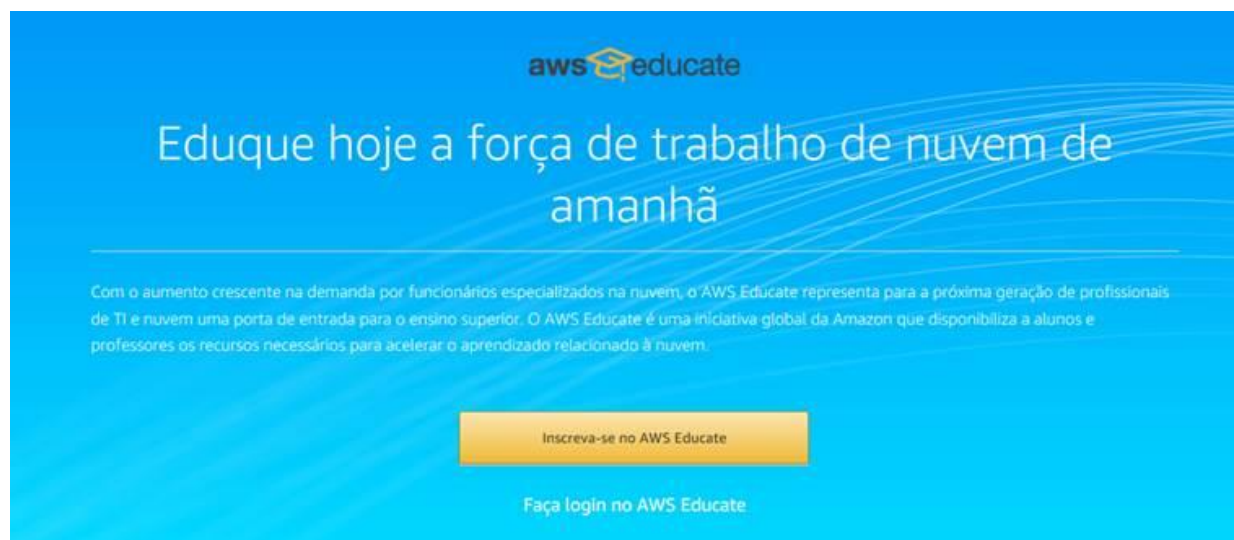 aws educate
Eduque hoje a força de trabalho de nuvem de
amanhã
Com o aumento crescente na demanda por funcionários especializados na nuvem, o AWS Educate representa para a próxima geração de profissionais
de TI e nuvem uma porta de entrada para o ensino superior. O AWS Educate é uma iniciativa global da Amazon que disponibiliza a alunos e
professores os recursos necessários para acelerar o aprendizado relacionado à nuvem.
Inscreva-se no AWS Educate
Faça login no AWS Educate